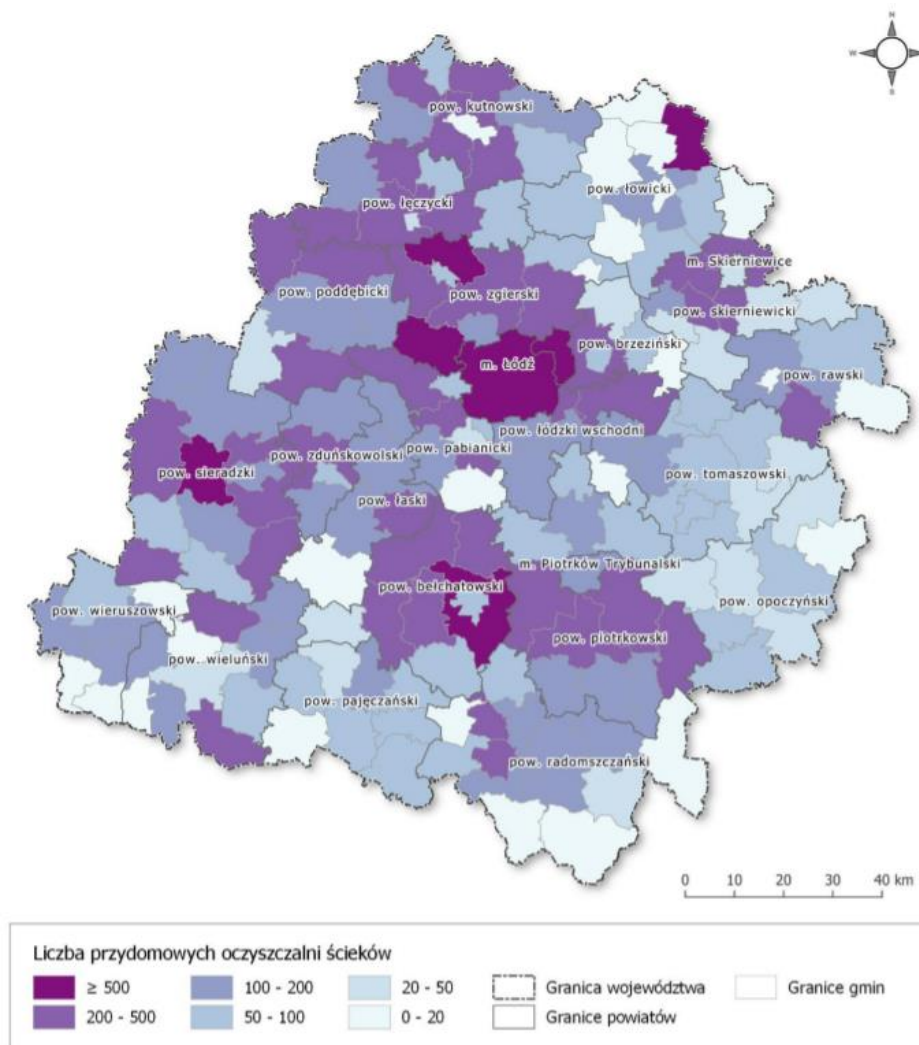 N
W
S
pow. kutnowski
pow. łowicki
pow. łęczycki
m. Skierniewice
pow. poddębicki
pow. zgierski
pow. skierniewicki
m. Łódź
pow. brzeziński
pow. rawski
pow. łódzki wschodni
pow. pabianicki
pow. zduńskowolski
pow. sieradzki
pow. tomaszowski
pow. łaski
m. Piotrków Trybunalski
pow. bełchatowski
pow. wieruszowski
pow. opoczyński
pow. piotrkowski
pow. wieluński
pow. pajęczański
pow. radomszczański
0 10 20 30 40 km
Liczba przydomowych oczyszczalni ścieków
≥ 500 100 - 200 20 - 50 Granica województwa Granice gmin
200 - 500 50 - 100 0 - 20 Granice powiatów